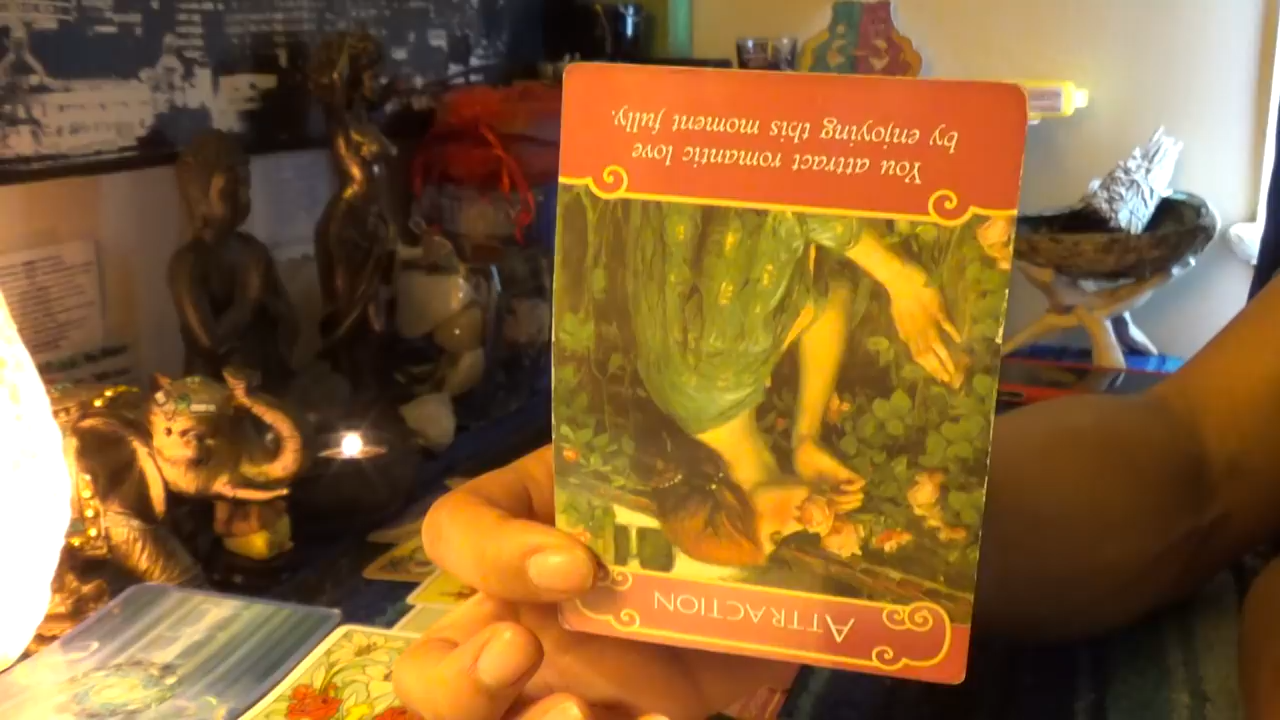 ATTRACTION
You attract romantic love
by enjoying this moment fully.